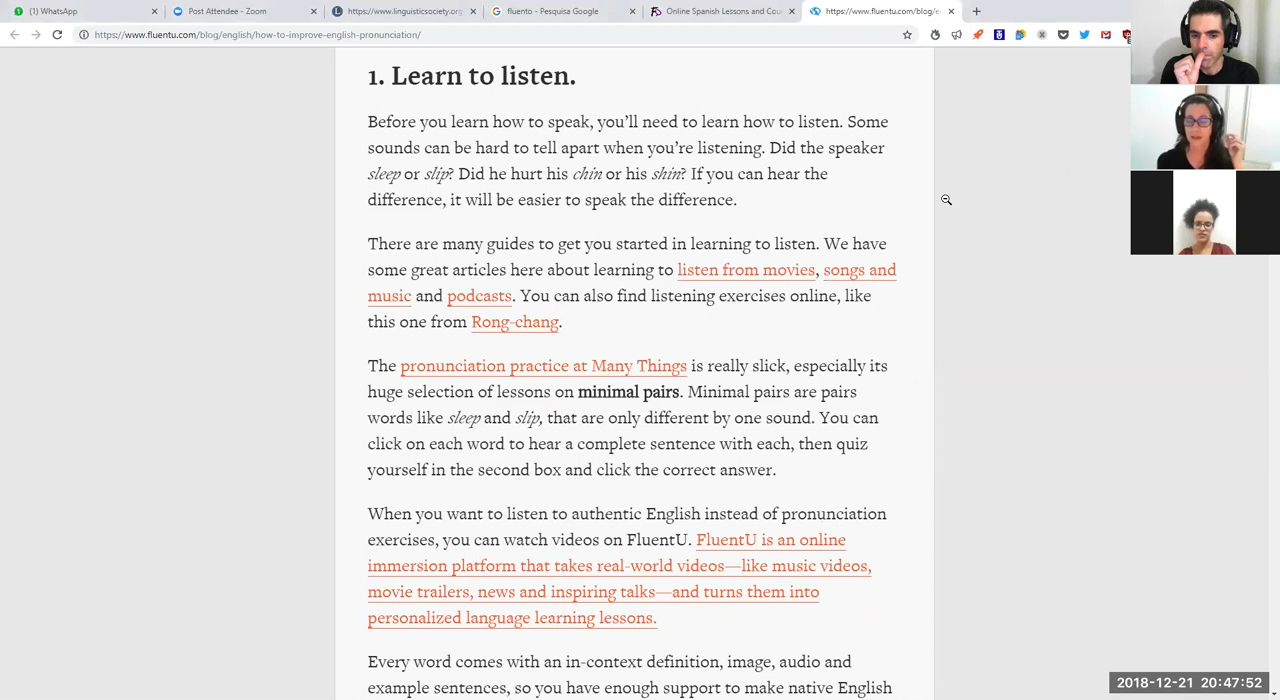 (1) WhatsApp
Post Attendee - Zoom
https://www.linguisticsociety.org
fluento - Pesquisa Google
Online Spanish Lessons and Cou
https://www.fluentu.com/blog/e
https://www.fluentu.com/blog/english/how-to-improve-english-pronunciation/
1. Learn to listen.
Before you learn how to speak, you’ll need to learn how to listen. Some
sounds can be hard to tell apart when you’re listening. Did the speaker
sleep or slip? Did he hurt his chin or his shin? If you can hear the
difference, it will be easier to speak the difference.
There are many guides to get you started in learning to listen. We have
some great articles here about learning to listen from movies, songs and
music and podcasts. You can also find listening exercises online, like
this one from Rong-chang.
The pronunciation practice at Many Things is really slick, especially its
huge selection of lessons on minimal pairs. Minimal pairs are pairs
words like sleep and slip, that are only different by one sound. You can
click on each word to hear a complete sentence with each, then quiz
yourself in the second box and click the correct answer.
When you want to listen to authentic English instead of pronunciation
exercises, you can watch videos on FluentU. FluentU is an online
immersion platform that takes real-world videos—like music videos,
movie trailers, news and inspiring talks—and turns them into
personalized language learning lessons.
Every word comes with an in-context definition, image, audio and
example sentences, so you have enough support to make native English
2018-12-21 20:47:52